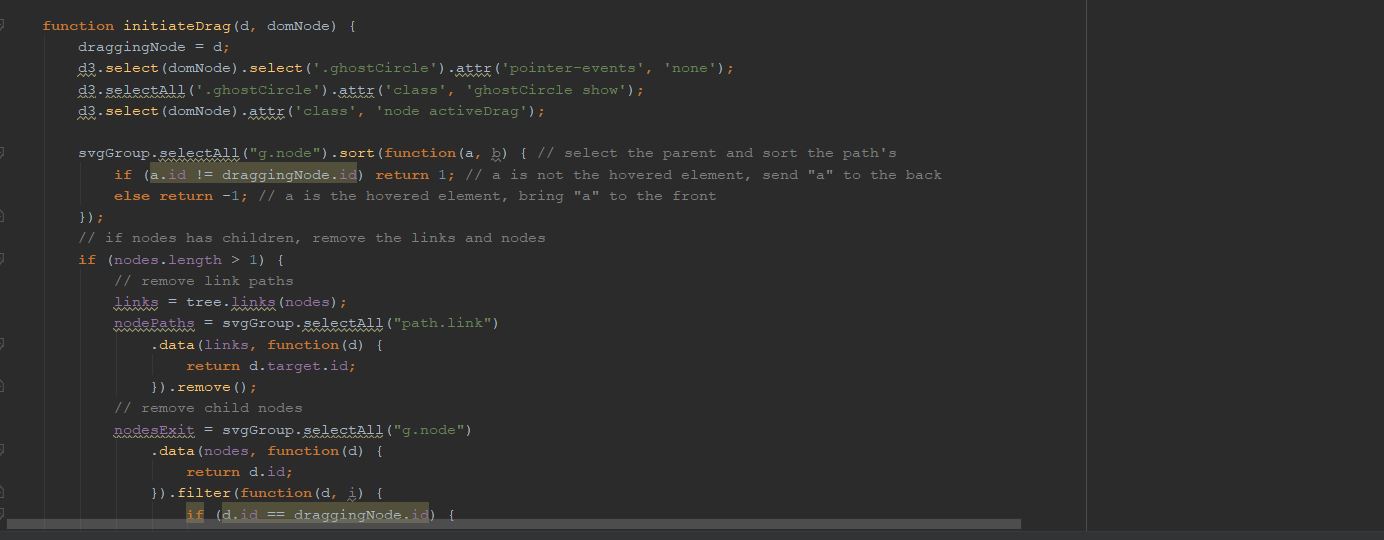 function initiateDrag(d, domNode) {
    draggingNode = d;
    d3.select(domNode).select('.ghostCircle').attr('pointer-events', 'none');
    d3.selectAll('.ghostCircle').attr('class', 'ghostCircle show');
    d3.select(domNode).attr('class', 'node activeDrag');

    svgGroup.selectAll("g.node").sort(function(a, b) { // select the parent and sort the path's
        if (a.id != draggingNode.id) return 1; // a is not the hovered element, send "a" to the back
        else return -1; // a is the hovered element, bring "a" to the front
    });
    // if nodes has children, remove the links and nodes
    if (nodes.length > 1) {
        // remove link paths
        links = tree.links(nodes);
        nodePaths = svgGroup.selectAll("path.link")
            .data(links, function(d) {
                return d.target.id;
            }).remove();
        // remove child nodes
        nodesExit = svgGroup.selectAll("g.node")
            .data(nodes, function(d) {
                return d.id;
            }).filter(function(d, i) {
                if (d.id == draggingNode.id) {